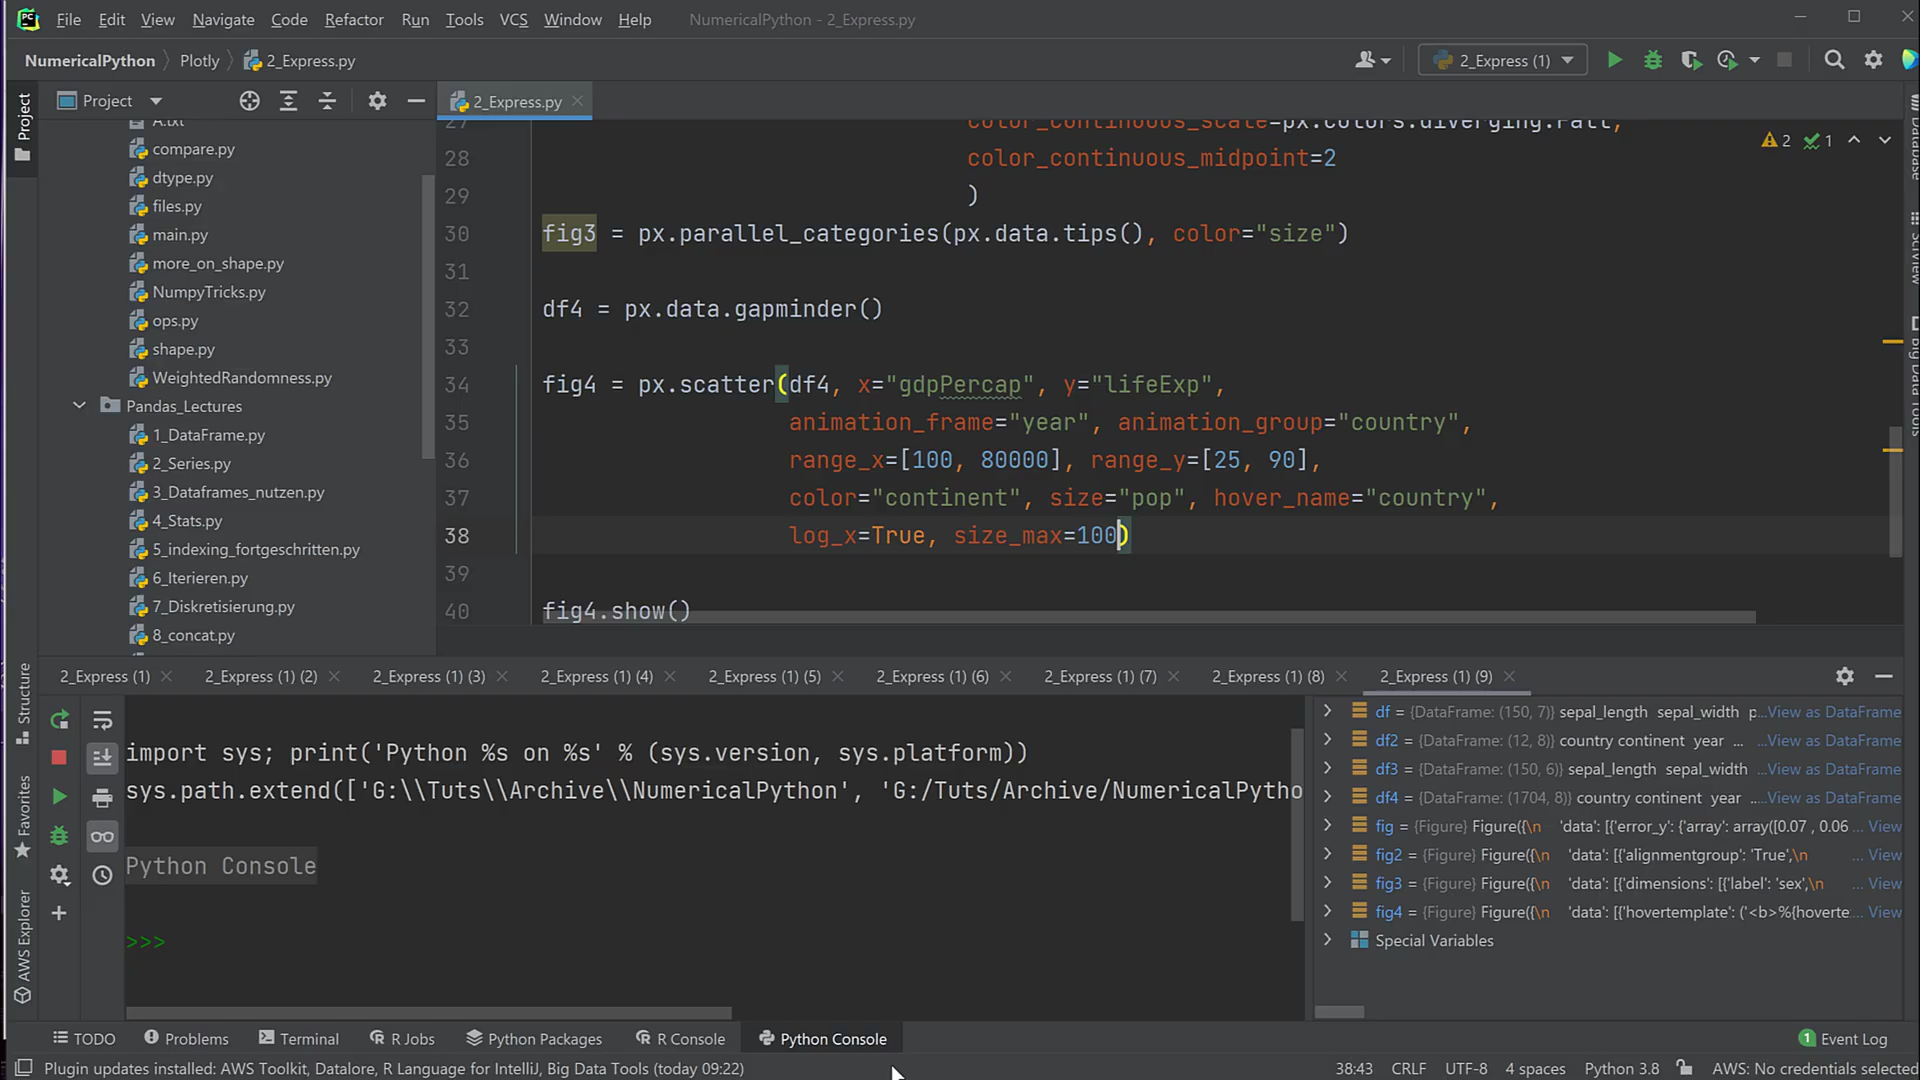 File Edit View Navigate Code Refactor Run Tools VCS Window Help NumericalPython - 2_Express.py
NumericalPython Plotly 2_Express.py 2_Express (1)
Project 2_Express.py
Project
Structure
Favorites
AWS Explorer
A.txt
compare.py
dtype.py
files.py
main.py
more_on_shape.py
NumpyTricks.py
ops.py
shape.py
WeightedRandomness.py
Pandas_Lectures
1_DataFrame.py
2_Series.py
3_Dataframes_nutzen.py
4_Stats.py
5_indexing_fortgeschritten.py
6_Iterieren.py
7_Diskretisierung.py
8_concat.py
2 1
27 color_continuous_scale=px.colors.diverging.Fall,
28 color_continuous_midpoint=2
29 )
30 fig3 = px.parallel_categories(px.data.tips(), color="size")
31
32 df4 = px.data.gapminder()
33
34 fig4 = px.scatter(df4, x="gdpPercap", y="lifeExp",
35 animation_frame="year", animation_group="country",
36 range_x=[100, 80000], range_y=[25, 90],
37 color="continent", size="pop", hover_name="country",
38 log_x=True, size_max=100)
39
40 fig4.show()
Database
SciView
Big Data Tools
2_Express (1) 2_Express (1) (2) 2_Express (1) (3) 2_Express (1) (4) 2_Express (1) (5) 2_Express (1) (6) 2_Express (1) (7) 2_Express (1) (8) 2_Express (1) (9)
import sys; print('Python %s on %s' % (sys.version, sys.platform))
sys.path.extend(['G:\\Tuts\\Archive\\NumericalPython', 'G:/Tuts/Archive/NumericalPytho
Python Console
>>>
df = {DataFrame: (150, 7)} sepal_length sepal_width p...View as DataFrame
df2 = {DataFrame: (12, 8)} country continent year ... ...View as DataFrame
df3 = {DataFrame: (150, 6)} sepal_length sepal_width ...View as DataFrame
df4 = {DataFrame: (1704, 8)} country continent year ....View as DataFrame
fig = {Figure} Figure({\n 'data': [{'error_y': {'array': array([0.07 , 0.06 ... View
fig2 = {Figure} Figure({\n 'data': [{'alignmentgroup': 'True',\n ... View
fig3 = {Figure} Figure({\n 'data': [{'dimensions': [{'label': 'sex',\n ... View
fig4 = {Figure} Figure({\n 'data': [{'hovertemplate': ('<b>%{hoverte... View
Special Variables
TODO Problems Terminal R Jobs Python Packages R Console Python Console 1 Event Log
Plugin updates installed: AWS Toolkit, Datalore, R Language for IntelliJ, Big Data Tools (today 09:22) 38:43 CRLF UTF-8 4 spaces Python 3.8 AWS: No credentials selected